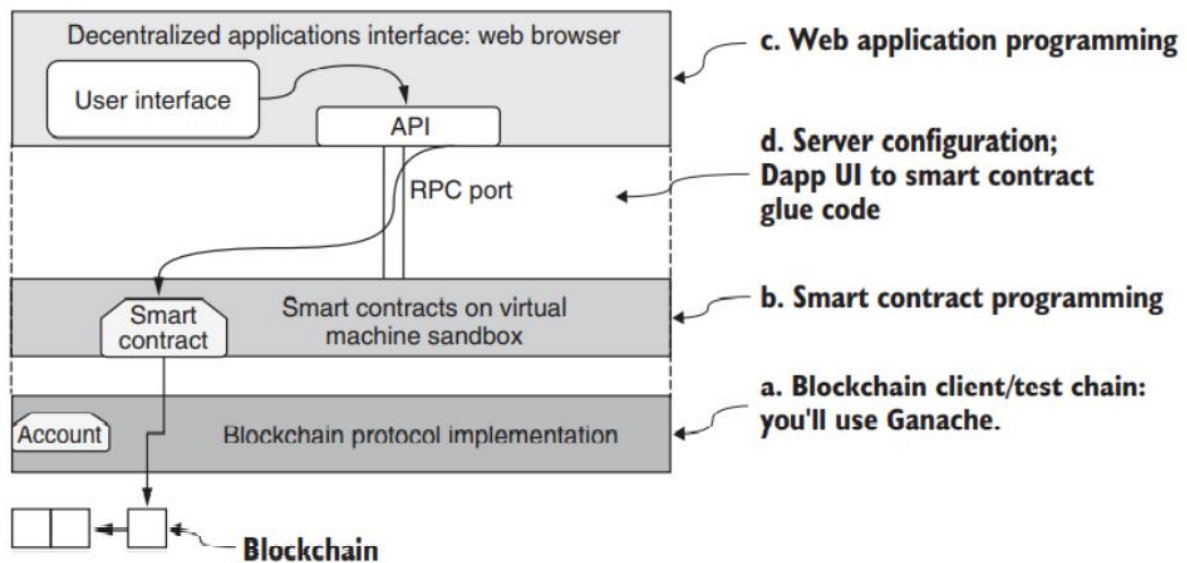 Decentralized applications interface: web browser
c. Web application programming
User interface
API
d. Server configuration;
Dapp UI to smart contract
glue code
RPC port
b. Smart contract programming
Smart
contract
Smart contracts on virtual
machine sandbox
a. Blockchain client/test chain:
you'll use Ganache.
Account
Blockchain protocol implementation
Blockchain